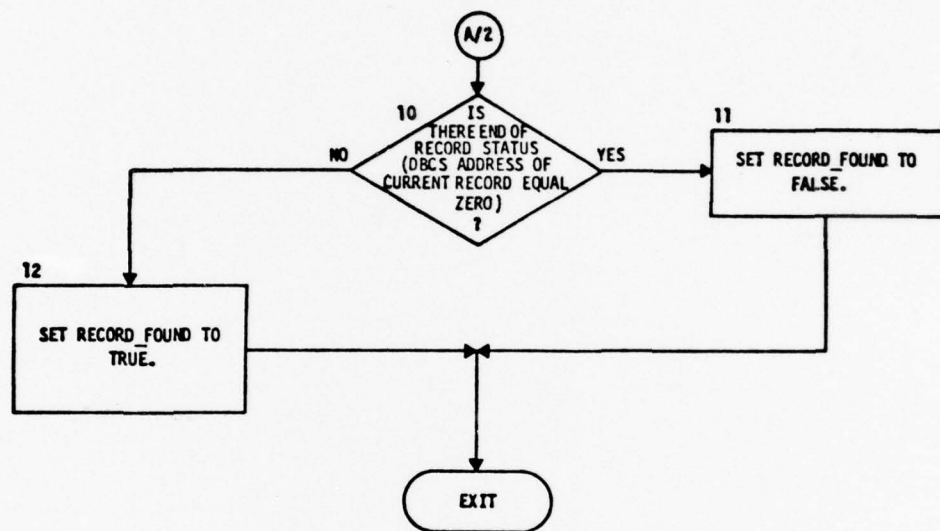 A/2
10
IS
THERE END OF
RECORD STATUS
(DBCS ADDRESS OF
CURRENT RECORD EQUAL
ZERO)
?
NO
YES
11
SET RECORD_FOUND TO
FALSE.
12
SET RECORD_FOUND TO
TRUE.
EXIT